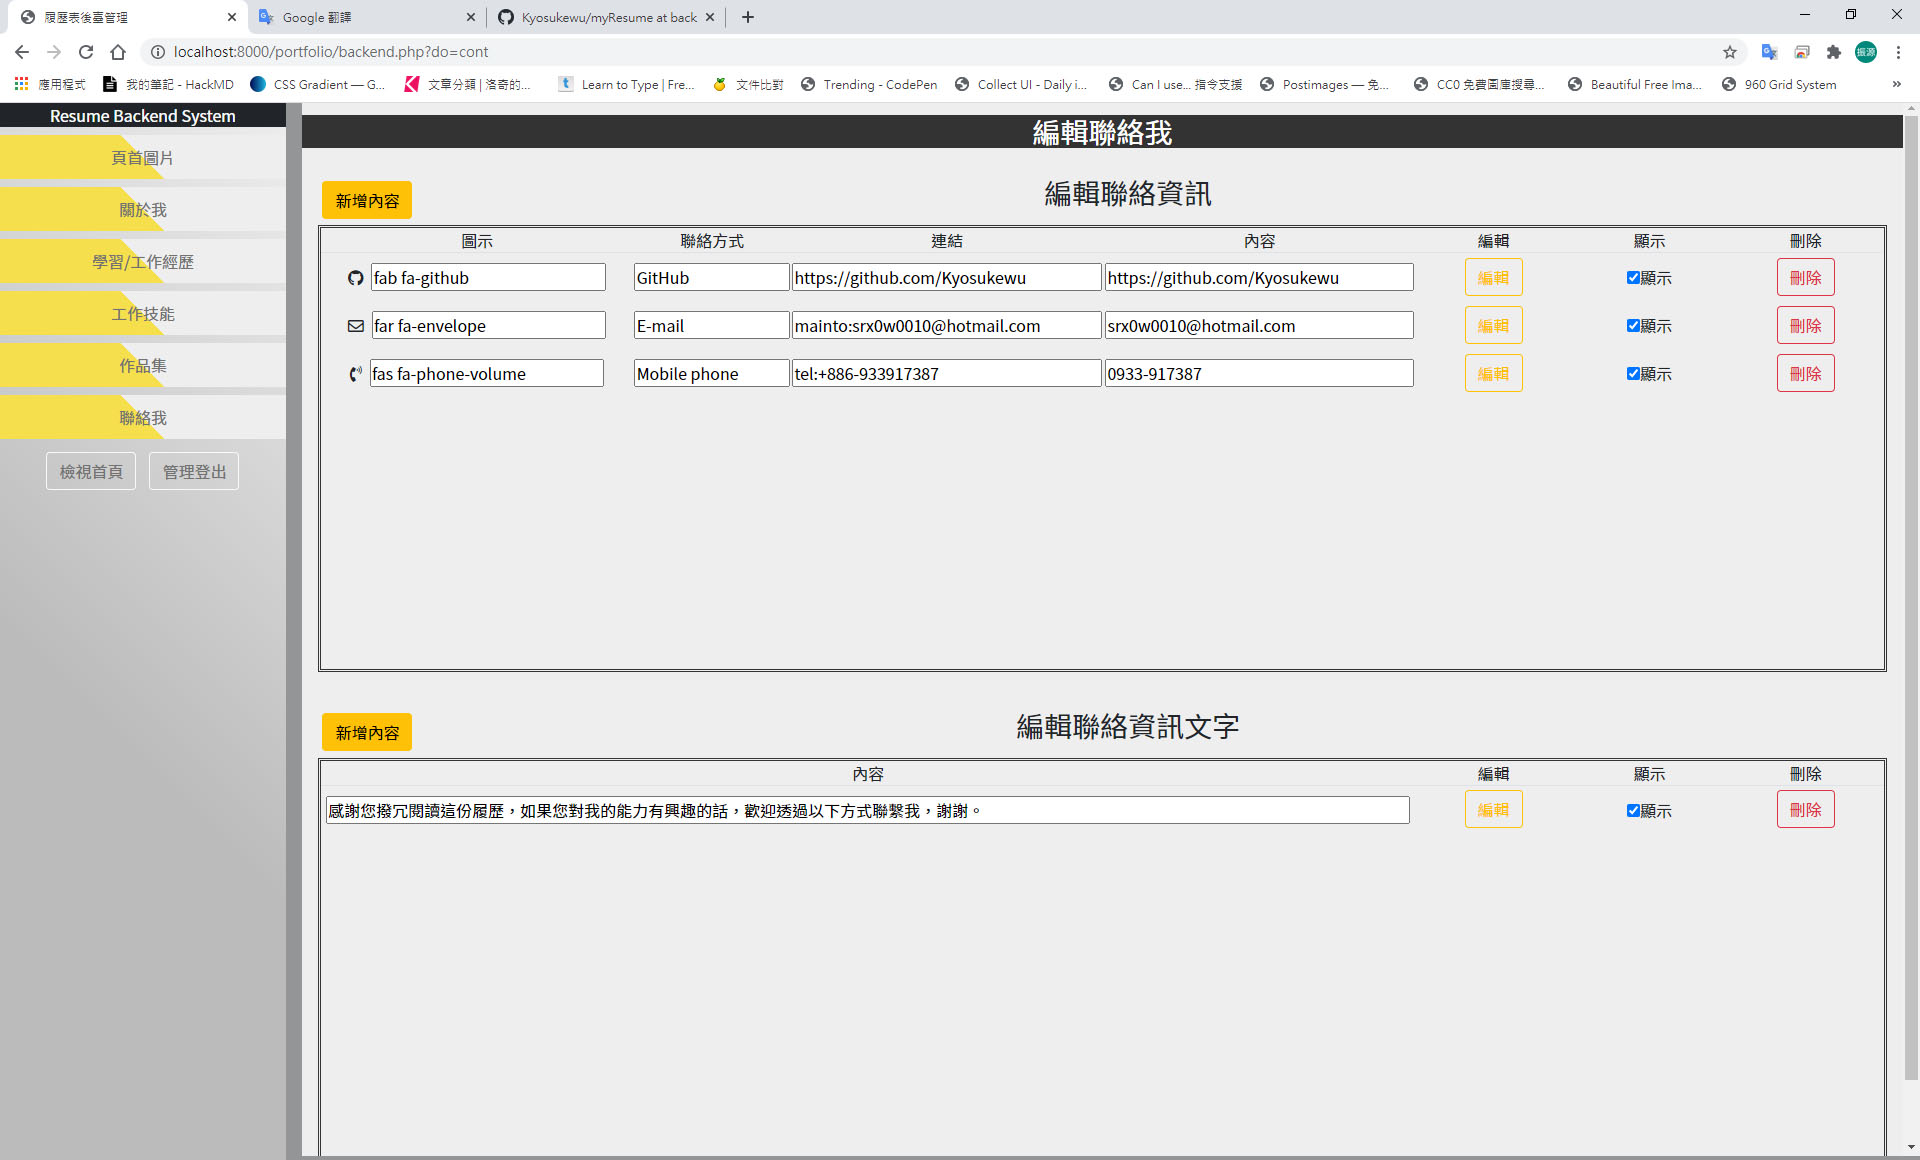 履歷表後臺管理
Google 翻譯
Kyosukewu/myResume at back
localhost:8000/portfolio/backend.php?do=cont
振源
應用程式
我的筆記 - HackMD
CSS Gradient — G...
文章分類 | 洛奇的...
Learn to Type | Fre...
文件比對
Trending - CodePen
Collect UI - Daily i...
Can I use... 指令支援
Postimages — 免...
CC0 免費圖庫搜尋...
Beautiful Free Ima...
960 Grid System
»
Resume Backend System
頁首圖片
關於我
學習/工作經歷
工作技能
作品集
聯絡我
檢視首頁 管理登出
編輯聯絡我
新增內容 編輯聯絡資訊
圖示 聯絡方式 連結 內容 編輯 顯示 刪除
fab fa-github GitHub https://github.com/Kyosukewu https://github.com/Kyosukewu 編輯 顯示 刪除
far fa-envelope E-mail mainto:srx0w0010@hotmail.com srx0w0010@hotmail.com 編輯 顯示 刪除
fas fa-phone-volume Mobile phone tel:+886-933917387 0933-917387 編輯 顯示 刪除
新增內容 編輯聯絡資訊文字
內容 編輯 顯示 刪除
感謝您撥冗閱讀這份履歷，如果您對我的能力有興趣的話，歡迎透過以下方式聯繫我，謝謝。 編輯 顯示 刪除